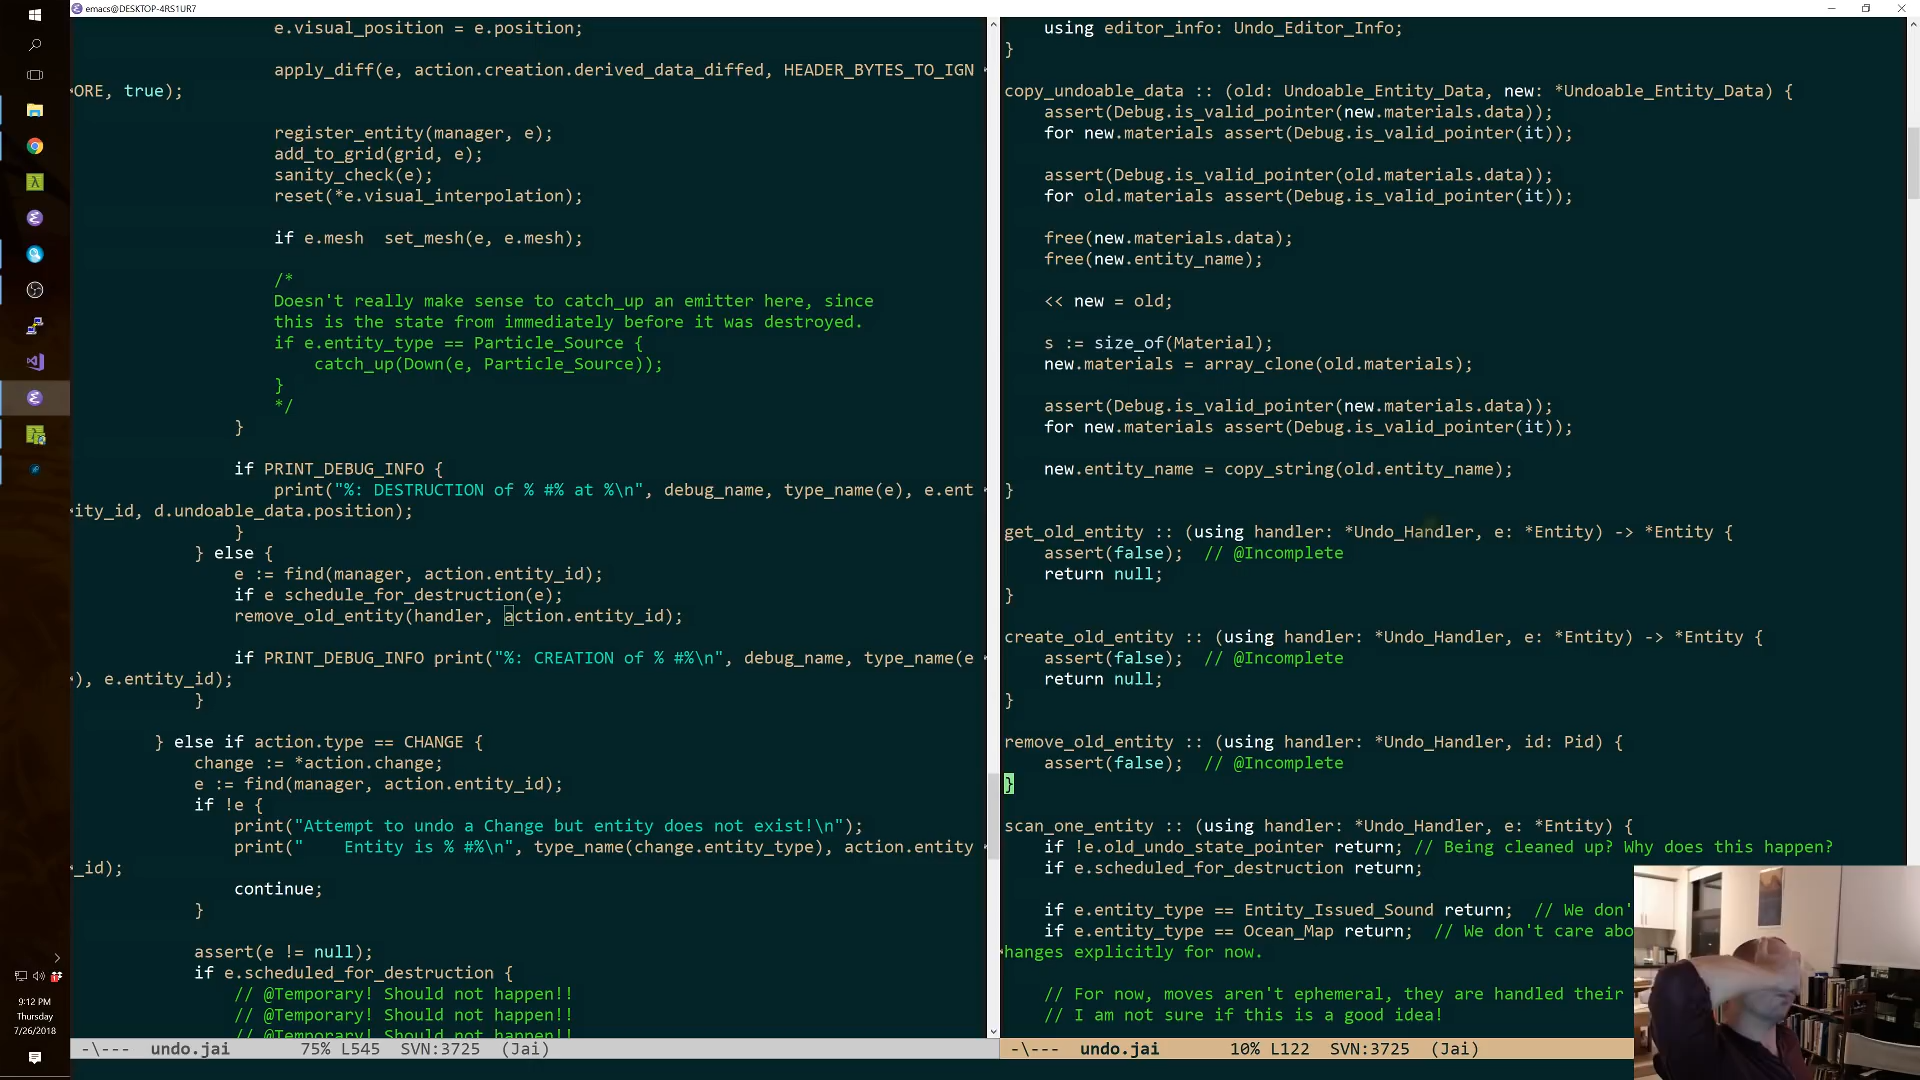 emacs@DESKTOP-4RS1UR7
e.visual_position = e.position;
apply_diff(e, action.creation.derived_data_diffed, HEADER_BYTES_TO_IGN
ORE, true);
register_entity(manager, e);
add_to_grid(grid, e);
sanity_check(e);
reset(*e.visual_interpolation);
if e.mesh  set_mesh(e, e.mesh);
/*
Doesn't really make sense to catch_up an emitter here, since
this is the state from immediately before it was destroyed.
if e.entity_type == Particle_Source {
catch_up(Down(e, Particle_Source));
}
*/
}
if PRINT_DEBUG_INFO {
print("%: DESTRUCTION of % #% at %\n", debug_name, type_name(e), e.ent
ity_id, d.undoable_data.position);
}
} else {
e := find(manager, action.entity_id);
if e schedule_for_destruction(e);
remove_old_entity(handler, action.entity_id);
if PRINT_DEBUG_INFO print("%: CREATION of % #%\n", debug_name, type_name(e
), e.entity_id);
}
} else if action.type == CHANGE {
change := *action.change;
e := find(manager, action.entity_id);
if !e {
print("Attempt to undo a Change but entity does not exist!\n");
print("    Entity is % #%\n", type_name(change.entity_type), action.entity
_id);
continue;
}
assert(e != null);
if e.scheduled_for_destruction {
// @Temporary! Should not happen!!
// @Temporary! Should not happen!!
// @Temporary! Should not happen!!
-\---  undo.jai       75% L545  SVN:3725  (Jai)
using editor_info: Undo_Editor_Info;
}
copy_undoable_data :: (old: Undoable_Entity_Data, new: *Undoable_Entity_Data) {
assert(Debug.is_valid_pointer(new.materials.data));
for new.materials assert(Debug.is_valid_pointer(it));
assert(Debug.is_valid_pointer(old.materials.data));
for old.materials assert(Debug.is_valid_pointer(it));
free(new.materials.data);
free(new.entity_name);
<< new = old;
s := size_of(Material);
new.materials = array_clone(old.materials);
assert(Debug.is_valid_pointer(new.materials.data));
for new.materials assert(Debug.is_valid_pointer(it));
new.entity_name = copy_string(old.entity_name);
}
get_old_entity :: (using handler: *Undo_Handler, e: *Entity) -> *Entity {
assert(false);  // @Incomplete
return null;
}
create_old_entity :: (using handler: *Undo_Handler, e: *Entity) -> *Entity {
assert(false);  // @Incomplete
return null;
}
remove_old_entity :: (using handler: *Undo_Handler, id: Pid) {
assert(false);  // @Incomplete
}
scan_one_entity :: (using handler: *Undo_Handler, e: *Entity) {
if !e.old_undo_state_pointer return; // Being cleaned up? Why does this happen?
if e.scheduled_for_destruction return;
if e.entity_type == Entity_Issued_Sound return;  // We don'
if e.entity_type == Ocean_Map return;  // We don't care abo
hanges explicitly for now.
// For now, moves aren't ephemeral, they are handled their
// I am not sure if this is a good idea!
-\---  undo.jai       10% L122  SVN:3725  (Jai)
9:12 PM
Thursday
7/26/2018